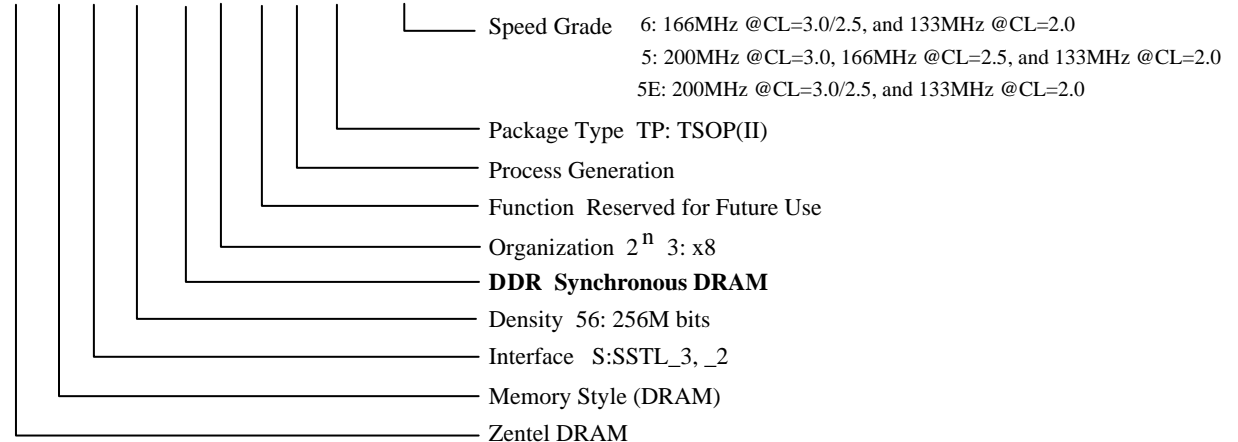 Speed Grade 6: 166MHz @CL=3.0/2.5, and 133MHz @CL=2.0
5: 200MHz @CL=3.0, 166MHz @CL=2.5, and 133MHz @CL=2.0
5E: 200MHz @CL=3.0/2.5, and 133MHz @CL=2.0
Package Type TP: TSOP(II)
Process Generation
Function Reserved for Future Use
Organization 2^n 3: x8
DDR Synchronous DRAM
Density 56: 256M bits
Interface S:SSTL_3, _2
Memory Style (DRAM)
Zentel DRAM